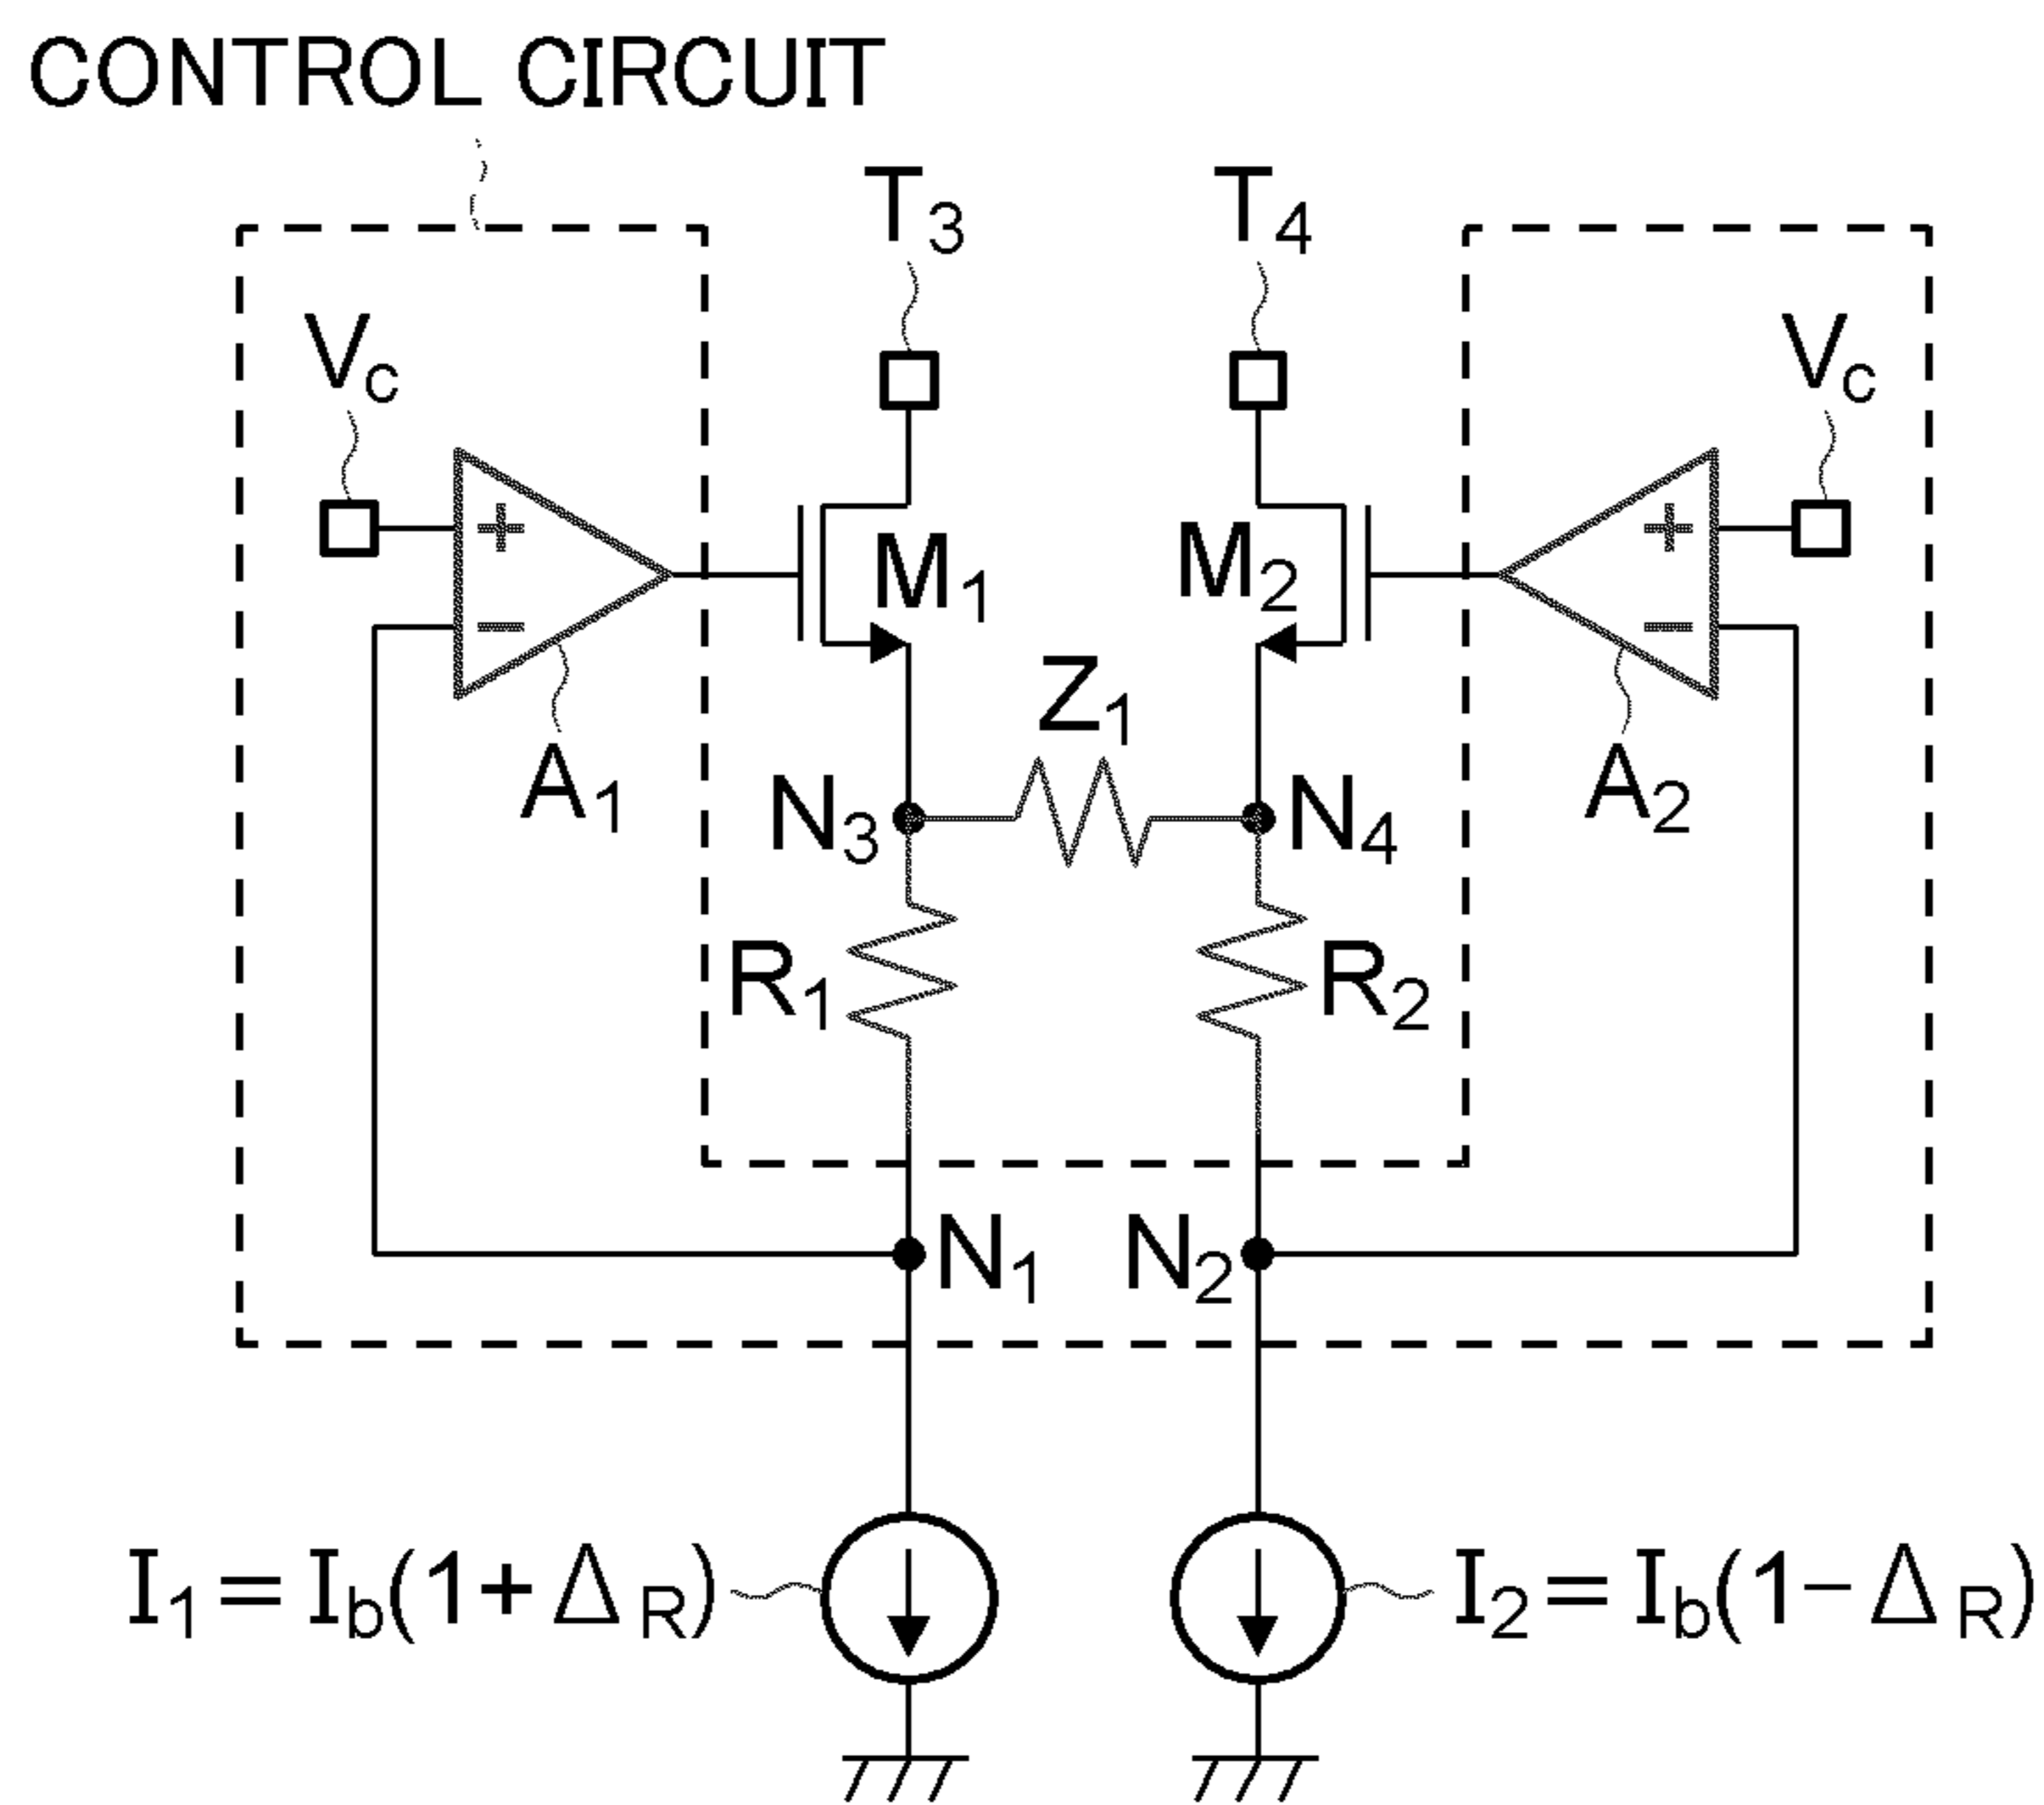 CONTROL CIRCUIT
T3 T4
Vc Vc
+ +
M1 M2
− −
Z1
A1 A2
N3 N4
R1 R2
N1 N2
I1=Ib(1+ΔR) I2=Ib(1−ΔR)